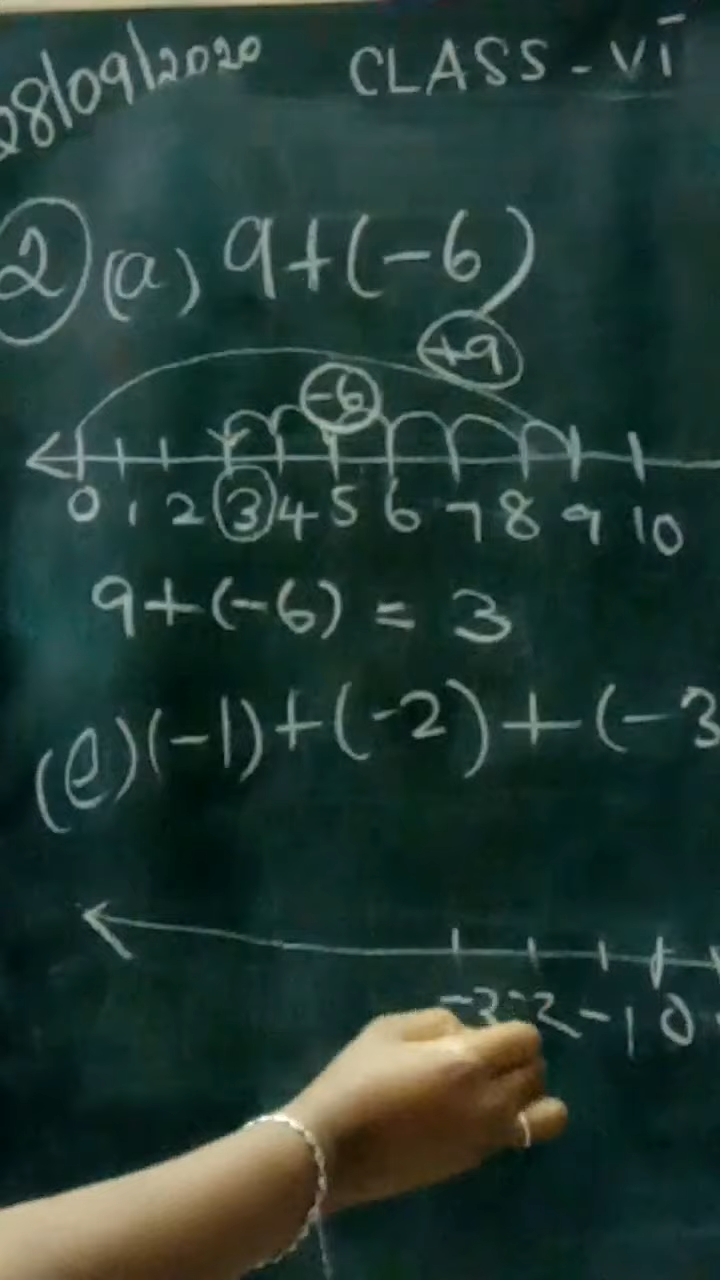 28/09/2020 CLASS - VI
2 (a) 9+(-6)
+9
-6
0 1 2 3 4 5 6 7 8 9 10
9+(-6) = 3
(e) (-1)+(-2)+(-3
-3 -2 -1 0